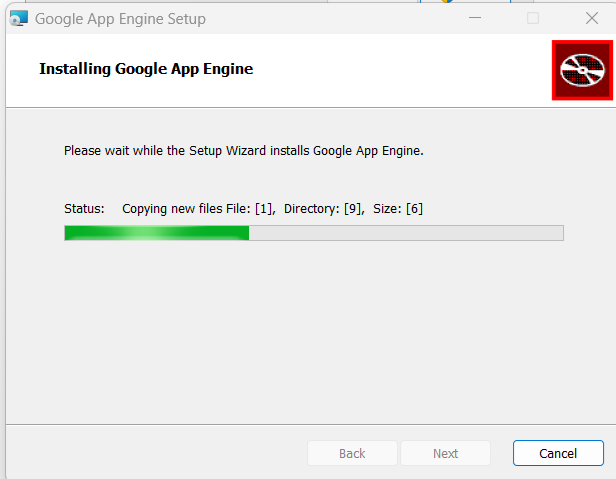 Google App Engine Setup
Installing Google App Engine
Please wait while the Setup Wizard installs Google App Engine.
Status: Copying new files File: [1], Directory: [9], Size: [6]
Back Next Cancel